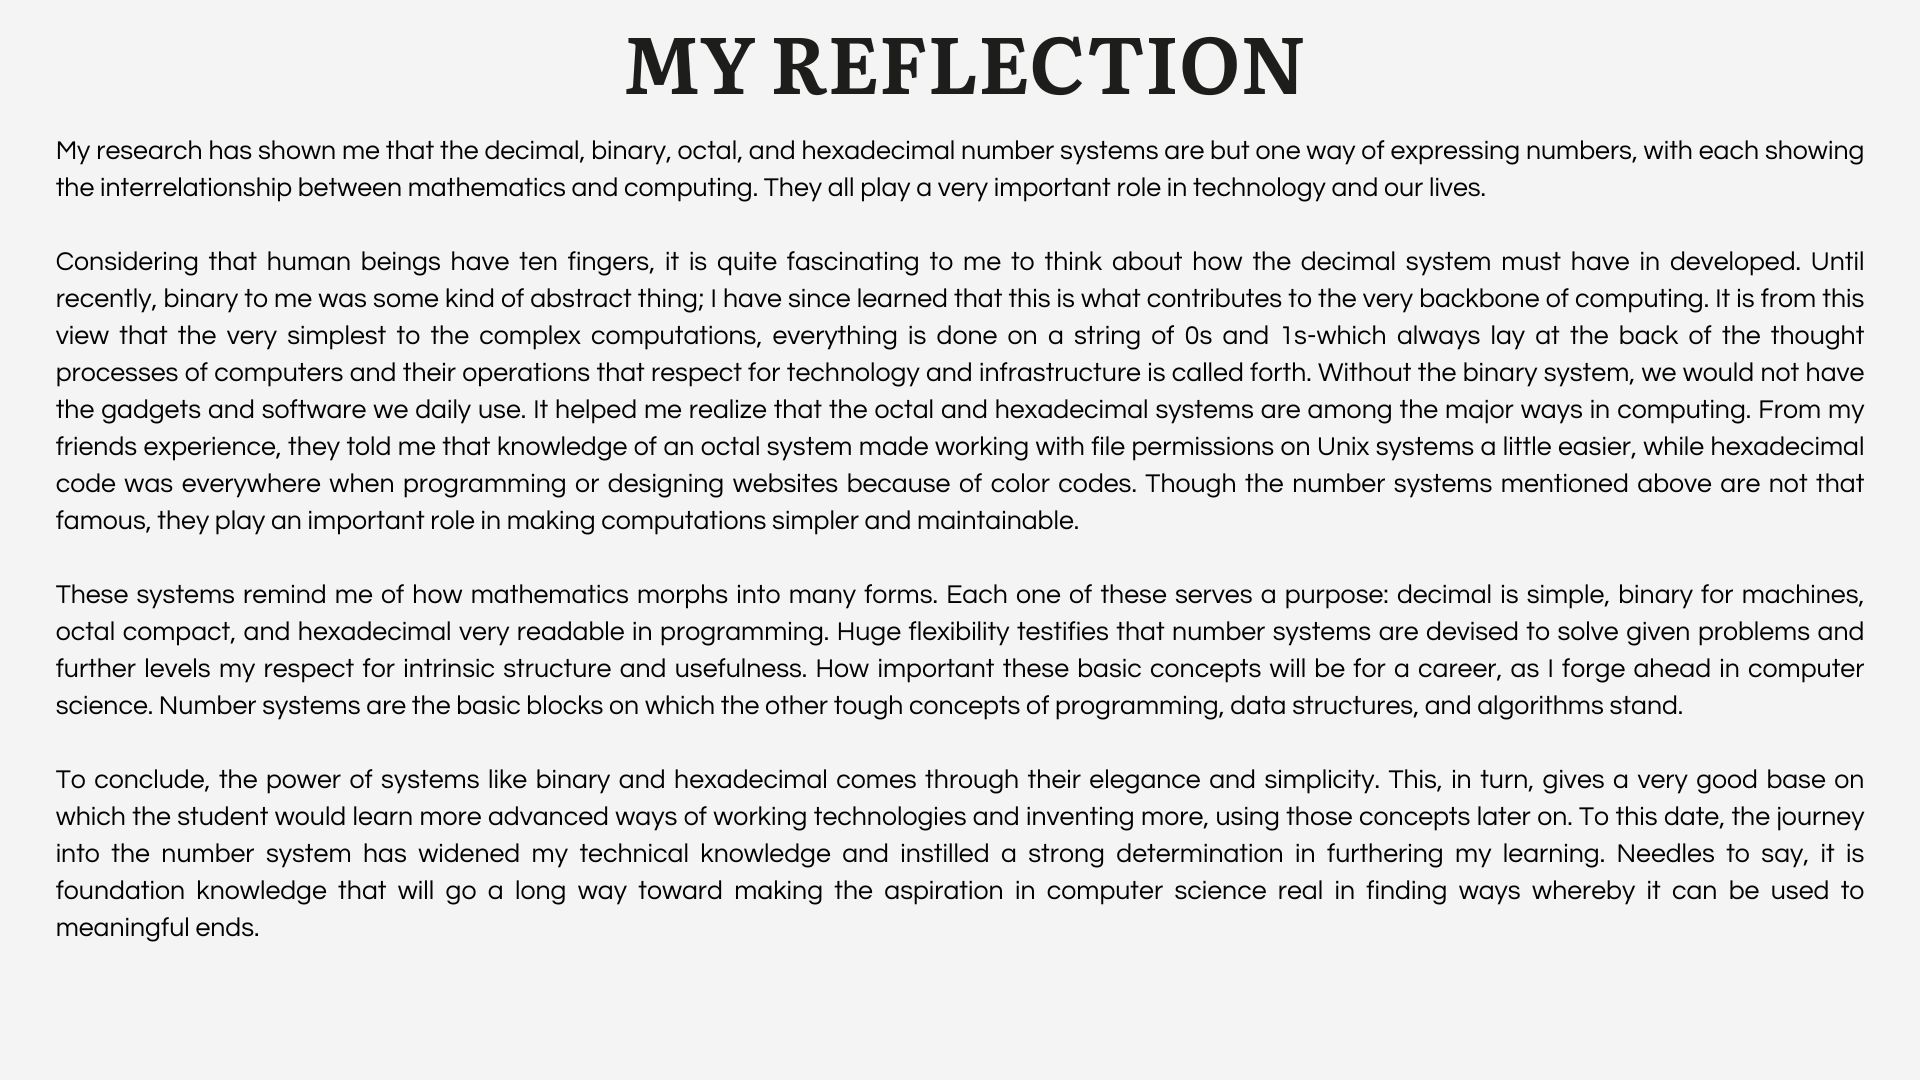 MY REFLECTION
My research has shown me that the decimal, binary, octal, and hexadecimal number systems are but one way of expressing numbers, with each showing
the interrelationship between mathematics and computing. They all play a very important role in technology and our lives.
Considering that human beings have ten fingers, it is quite fascinating to me to think about how the decimal system must have in developed. Until
recently, binary to me was some kind of abstract thing; I have since learned that this is what contributes to the very backbone of computing. It is from this
view that the very simplest to the complex computations, everything is done on a string of 0s and 1s-which always lay at the back of the thought
processes of computers and their operations that respect for technology and infrastructure is called forth. Without the binary system, we would not have
the gadgets and software we daily use. It helped me realize that the octal and hexadecimal systems are among the major ways in computing. From my
friends experience, they told me that knowledge of an octal system made working with file permissions on Unix systems a little easier, while hexadecimal
code was everywhere when programming or designing websites because of color codes. Though the number systems mentioned above are not that
famous, they play an important role in making computations simpler and maintainable.
These systems remind me of how mathematics morphs into many forms. Each one of these serves a purpose: decimal is simple, binary for machines,
octal compact, and hexadecimal very readable in programming. Huge flexibility testifies that number systems are devised to solve given problems and
further levels my respect for intrinsic structure and usefulness. How important these basic concepts will be for a career, as I forge ahead in computer
science. Number systems are the basic blocks on which the other tough concepts of programming, data structures, and algorithms stand.
To conclude, the power of systems like binary and hexadecimal comes through their elegance and simplicity. This, in turn, gives a very good base on
which the student would learn more advanced ways of working technologies and inventing more, using those concepts later on. To this date, the journey
into the number system has widened my technical knowledge and instilled a strong determination in furthering my learning. Needles to say, it is
foundation knowledge that will go a long way toward making the aspiration in computer science real in finding ways whereby it can be used to
meaningful ends.